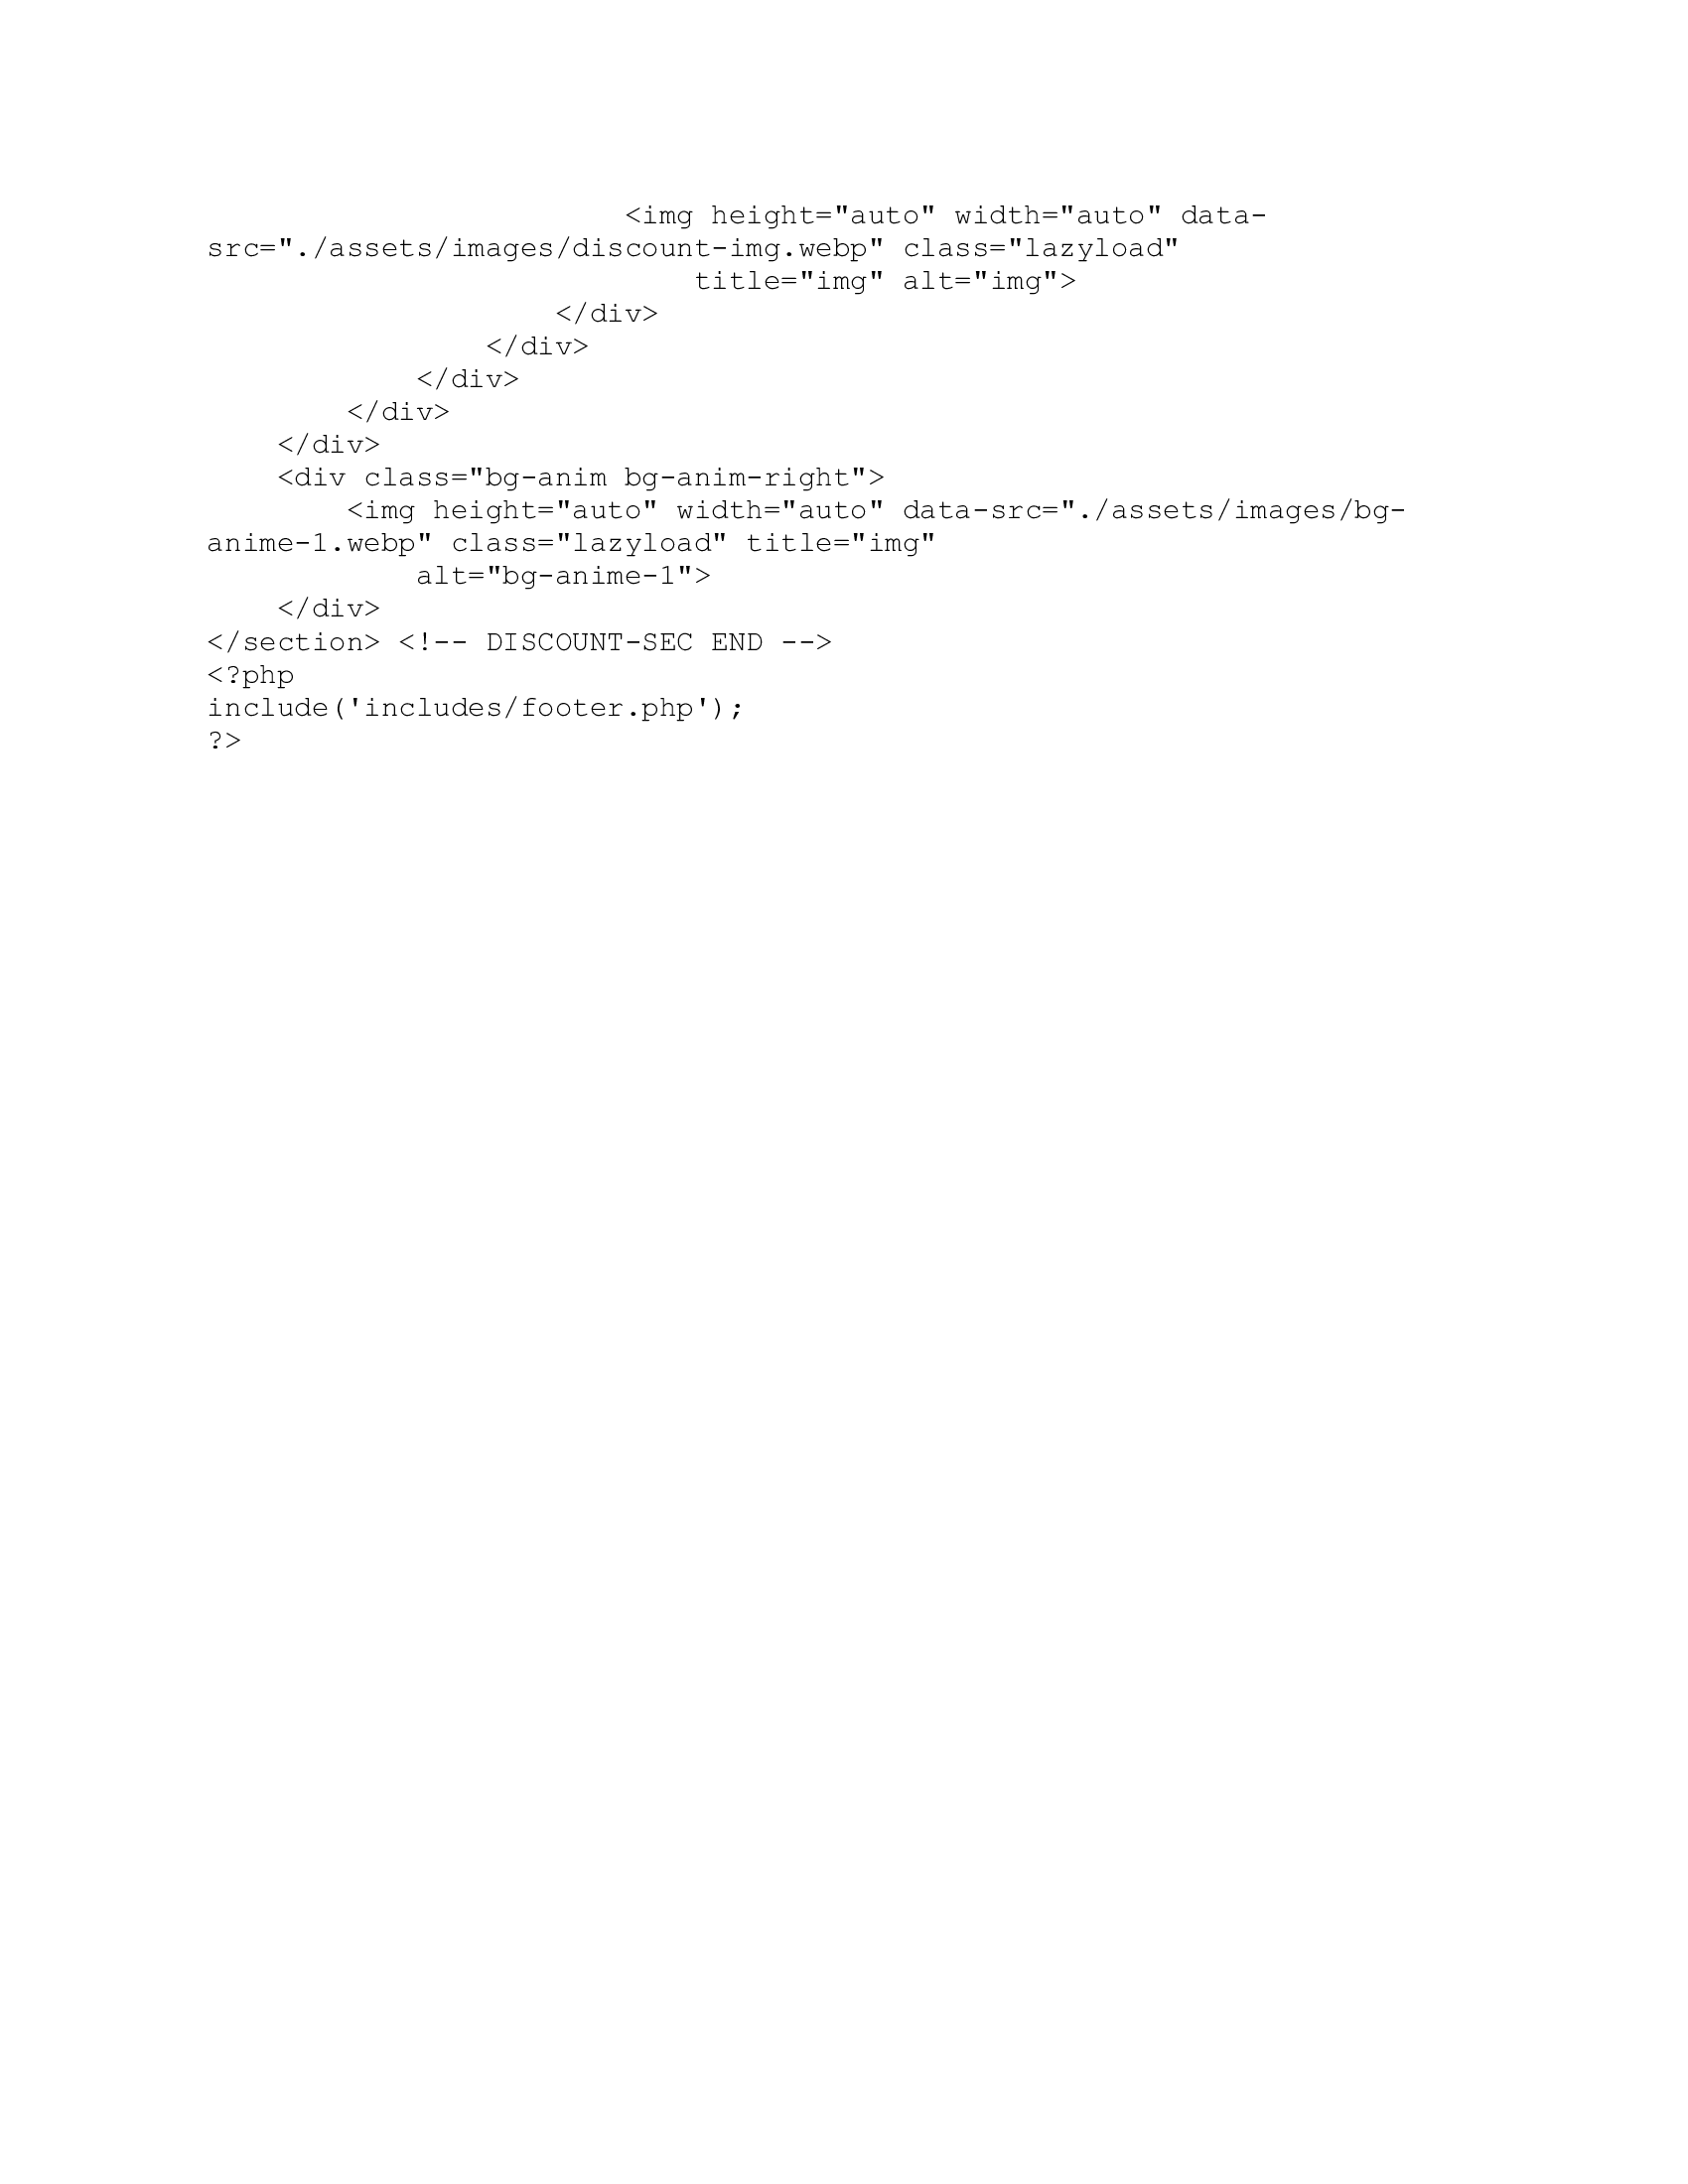 <img height="auto" width="auto" data-
src="./assets/images/discount-img.webp" class="lazyload"
title="img" alt="img">
</div>
</div>
</div>
</div>
</div>
<div class="bg-anim bg-anim-right">
<img height="auto" width="auto" data-src="./assets/images/bg-
anime-1.webp" class="lazyload" title="img"
alt="bg-anime-1">
</div>
</section> <!-- DISCOUNT-SEC END -->
<?php
include('includes/footer.php');
?>